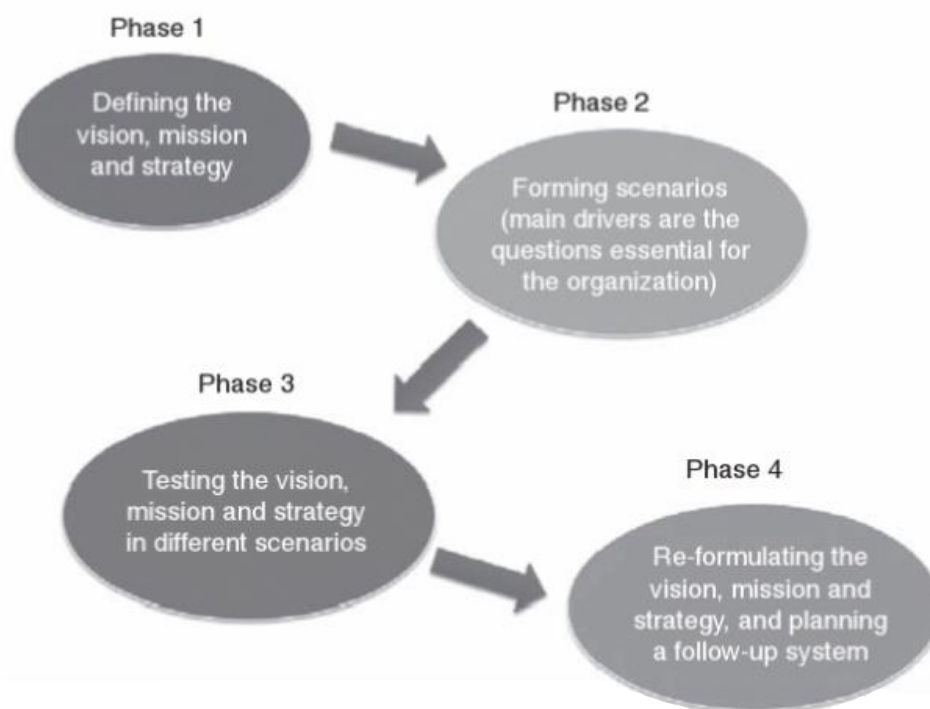 Phase 1
Defining the
vision, mission
and strategy
Phase 2
Forming scenarios
(main drivers are the
questions essential for
the organization)
Phase 3
Testing the vision,
mission and strategy
in different scenarios
Phase 4
Re-formulating the
vision, mission and
strategy, and planning
a follow-up system